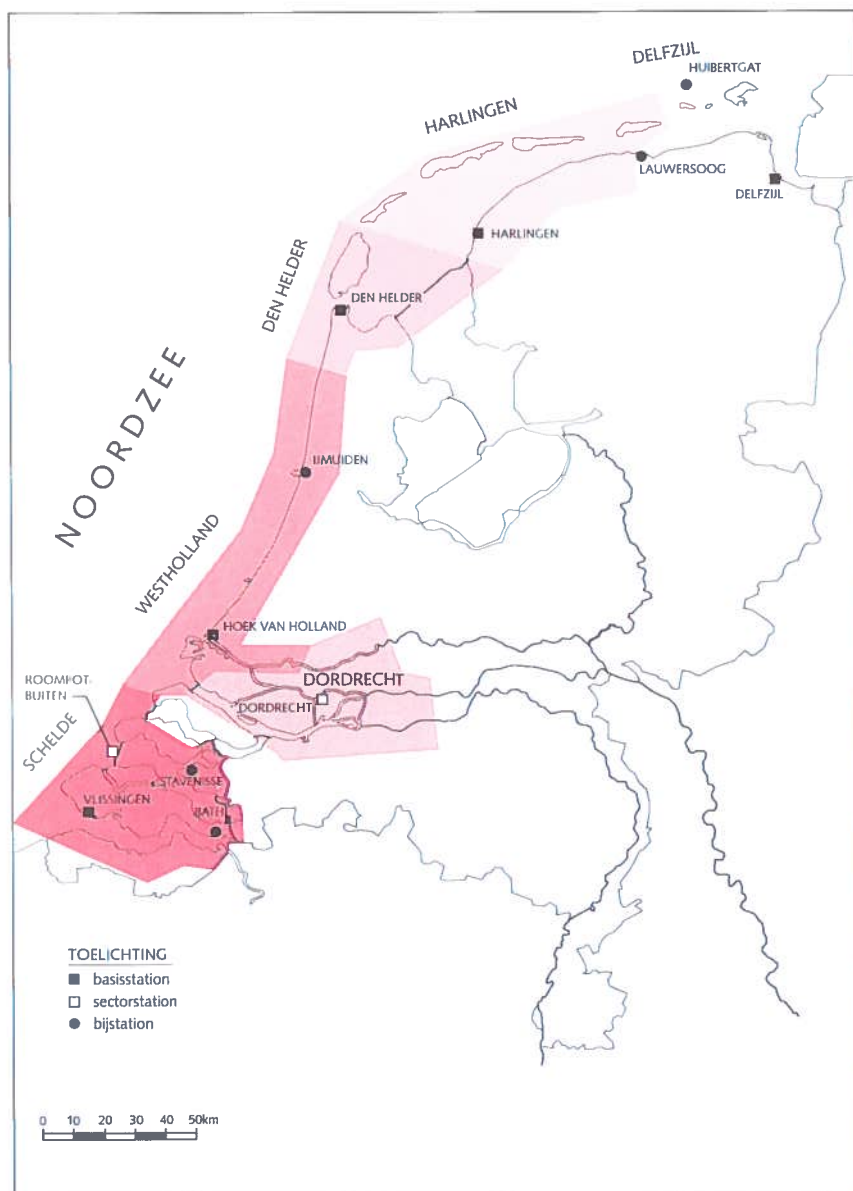 DELFZIJL
HUIBERTGAT
HARLINGEN
LAUWERSOOG
DELFZIJL
HARLINGEN
DEN HELDER
DEN HELDER
NOORDZEE
IJMUIDEN
WESTHOLLAND
HOEK VAN HOLLAND
ROOMPOT-
BUITEN
DORDRECHT
DORDRECHT
SCHELDE
STAVENISSE
VLISSINGEN
BATH
TOELICHTING
basisstation
sectorstation
bijstation
0 10 20 30 40 50km